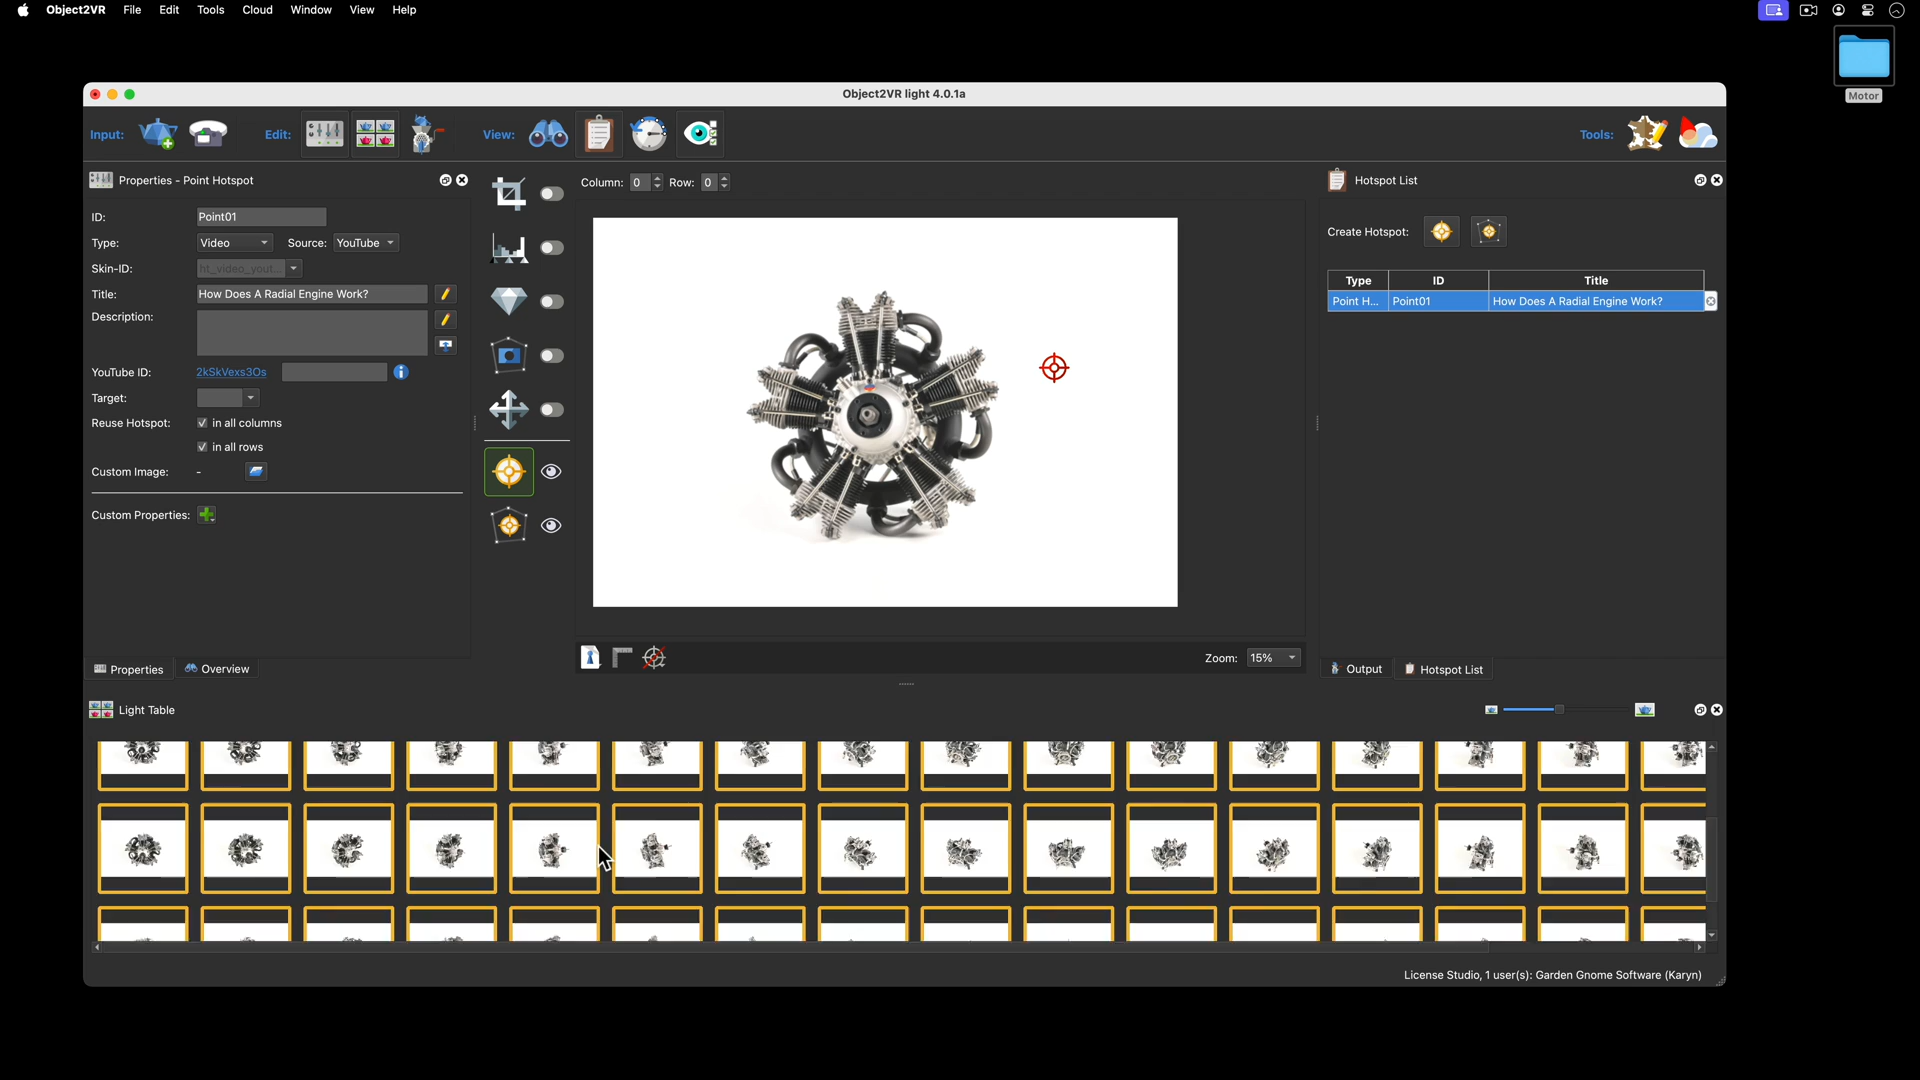 Object2VR File Edit Tools Cloud Window View Help
Motor
Object2VR light 4.0.1a
Input: Edit: View: Tools:
Properties - Point Hotspot
ID: Point01
Type: Video Source: YouTube
Skin-ID: ht_video_yout...
Title: How Does A Radial Engine Work?
Description:
YouTube ID: 2kSkVexs3Os
Target:
Reuse Hotspot: in all columns
in all rows
Custom Image: -
Custom Properties:
Properties Overview
Column: 0 Row: 0
Zoom: 15%
Hotspot List
Create Hotspot:
Type ID Title
Point H... Point01 How Does A Radial Engine Work?
Output Hotspot List
Light Table
License Studio, 1 user(s): Garden Gnome Software (Karyn)